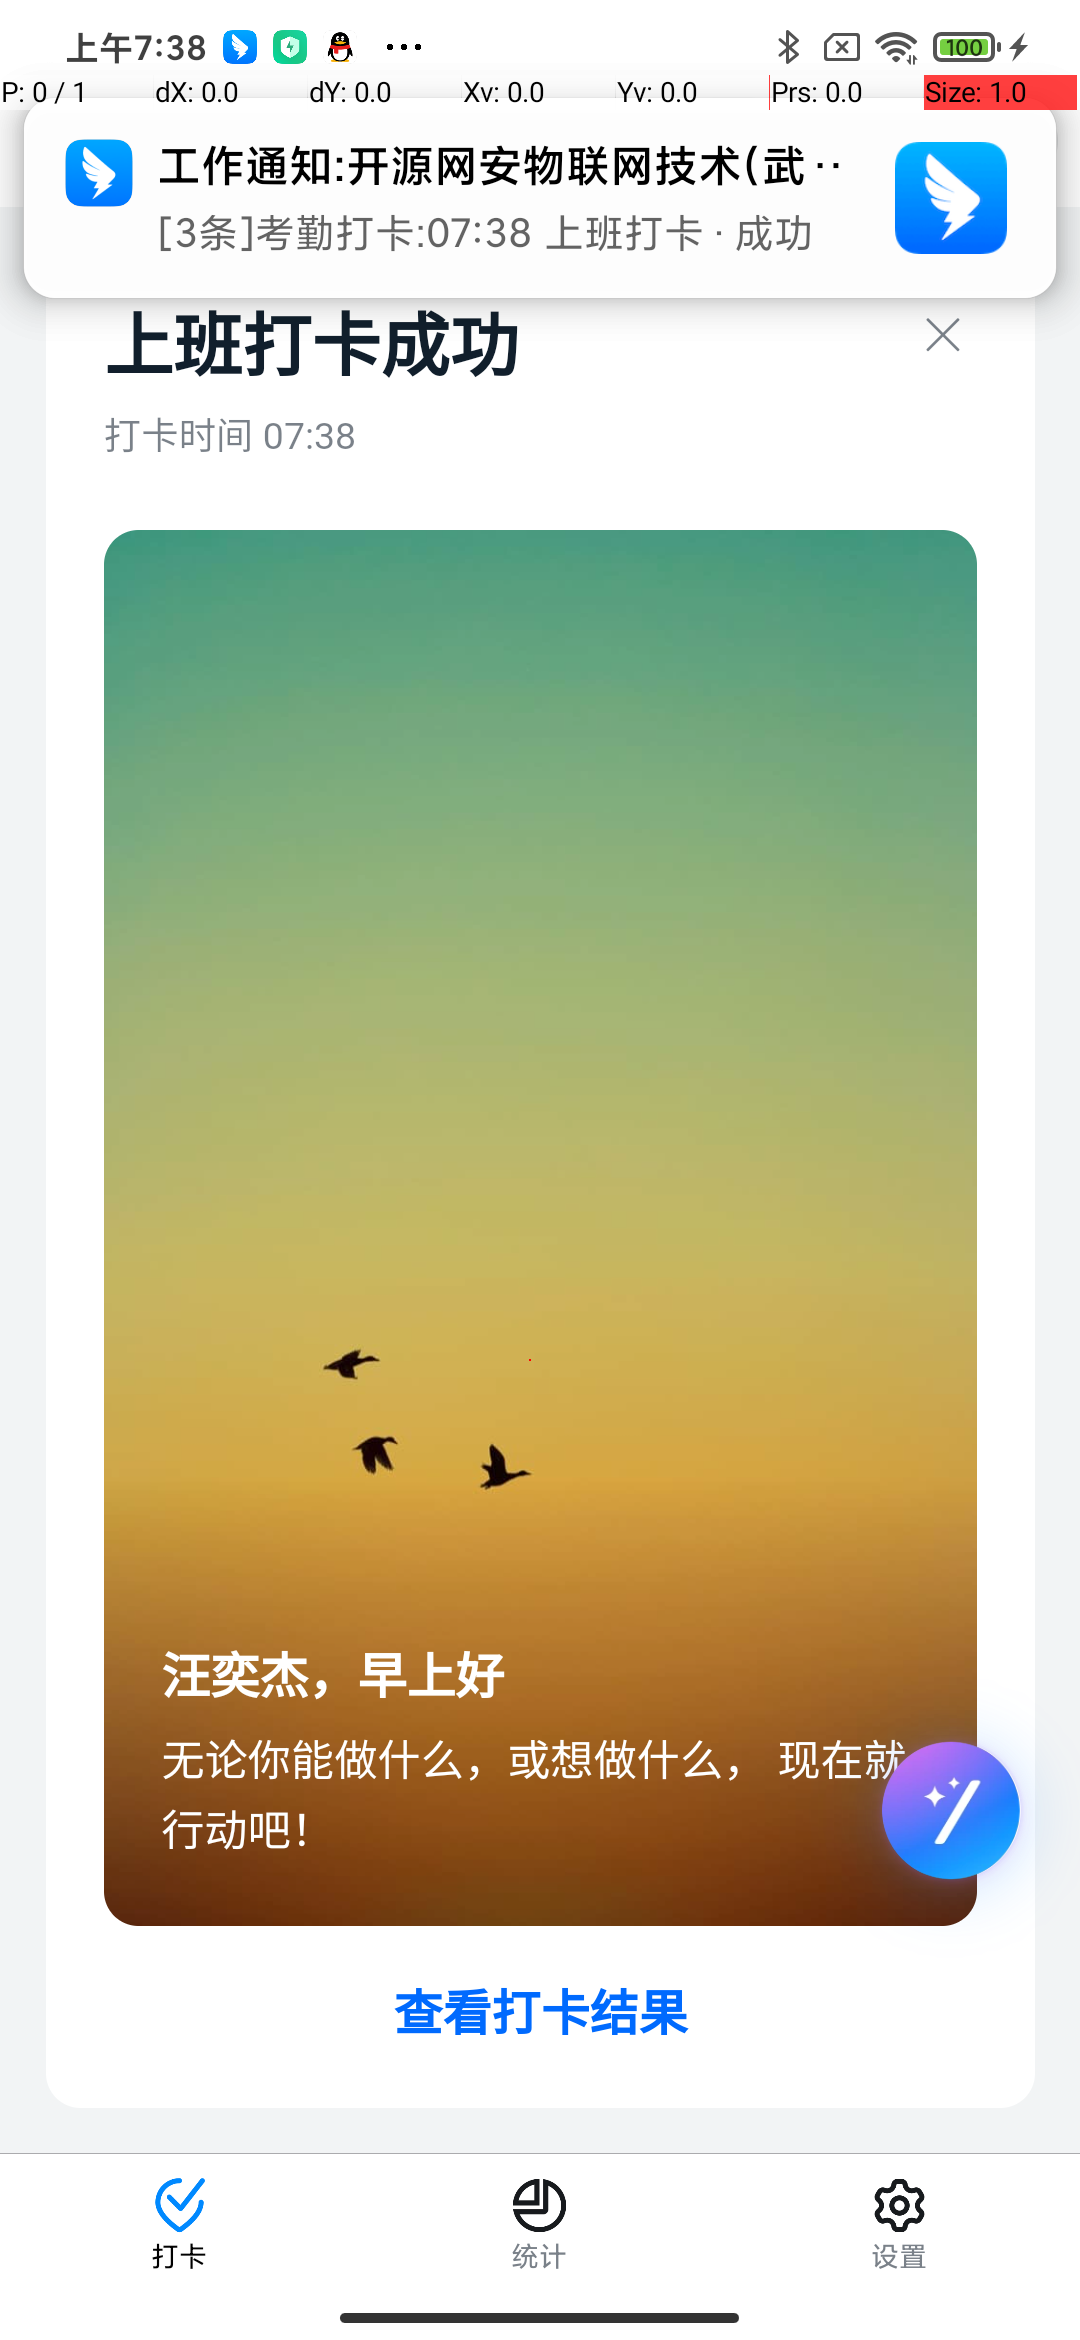 上午7:38
100
P: 0 / 1 dX: 0.0 dY: 0.0 Xv: 0.0 Yv: 0.0 Prs: 0.0 Size: 1.0
工作通知:开源网安物联网技术(武··
[3条]考勤打卡:07:38 上班打卡 · 成功
上班打卡成功
打卡时间 07:38
汪奕杰，早上好
无论你能做什么，或想做什么， 现在就
行动吧！
查看打卡结果
打卡 统计 设置